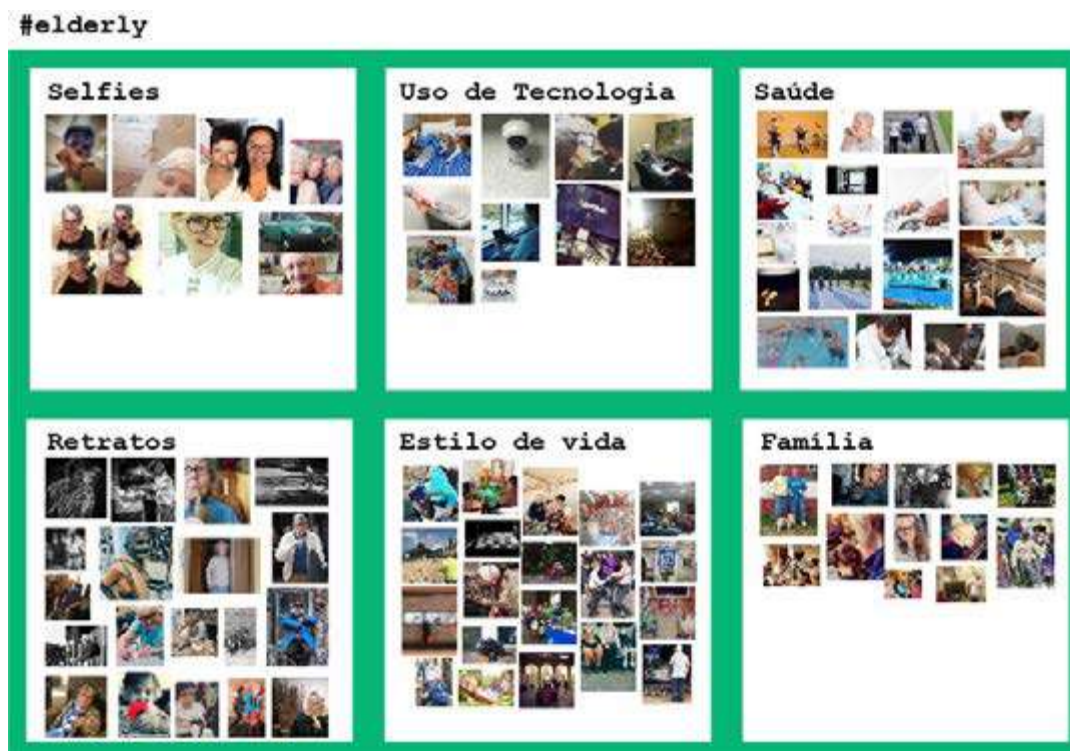 #elderly
Selfies
Uso de Tecnologia
Saúde
Retratos
Estilo de vida
Família